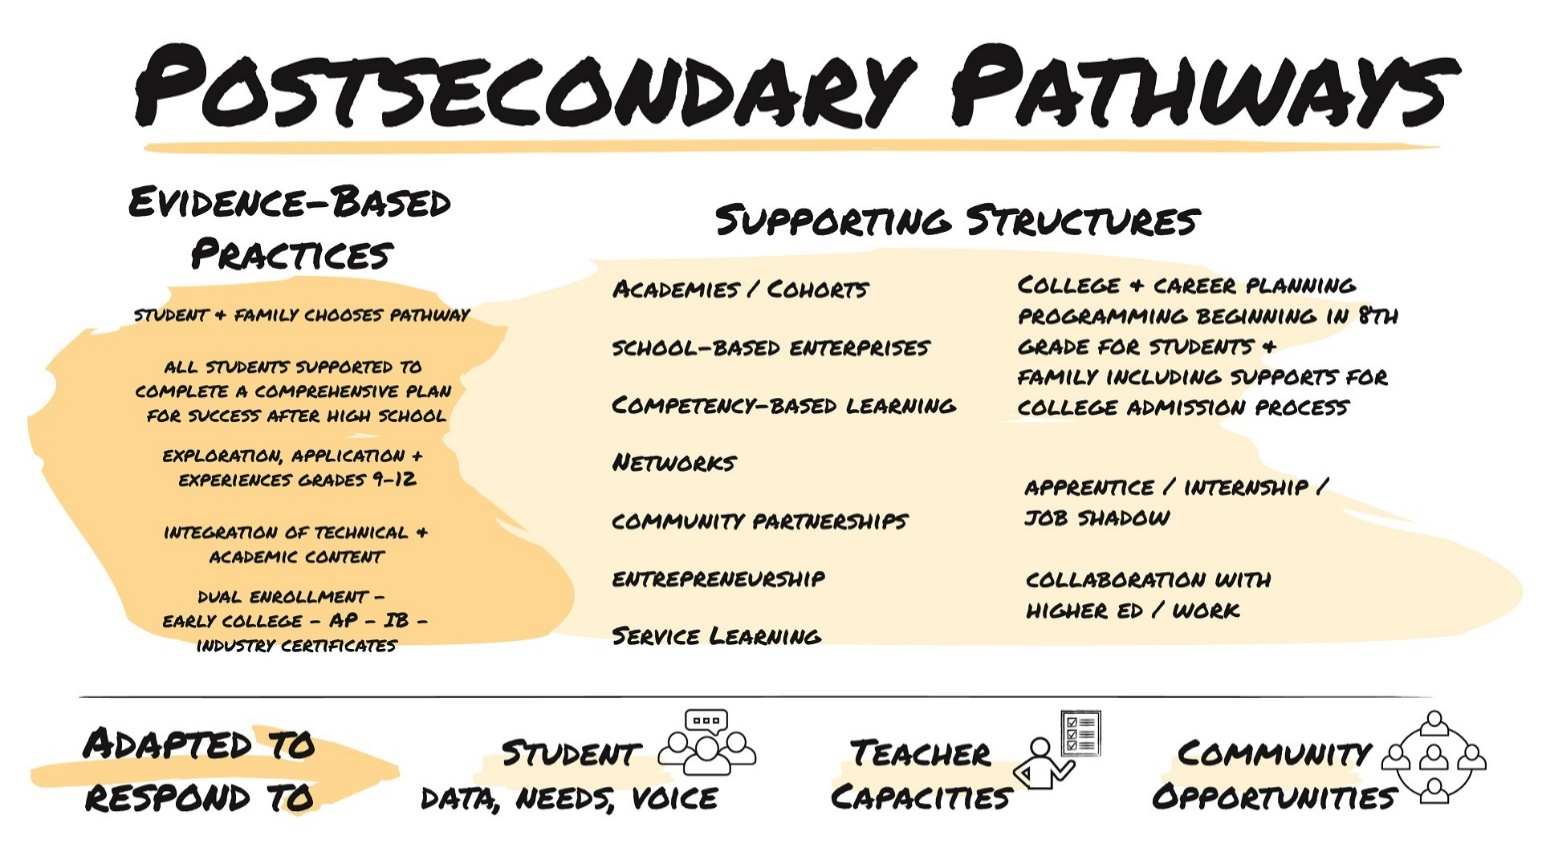 Postsecondary Pathways
Evidence-Based
Practices
student & family chooses pathway
all students supported to
complete a comprehensive plan
for success after high school
exploration, application +
experiences grades 9-12
integration of technical &
academic content
dual enrollment -
early college - AP - IB -
industry certificates
Supporting Structures
Academies / Cohorts
school-based enterprises
Competency-based learning
Networks
community partnerships
entrepreneurship
Service Learning
College & career planning
programming beginning in 8th
grade for students &
family including supports for
college admission process
apprentice / internship /
job shadow
collaboration with
higher ed / work
Adapted to
respond to
Student
data, needs, voice
Teacher
Capacities
Community
Opportunities